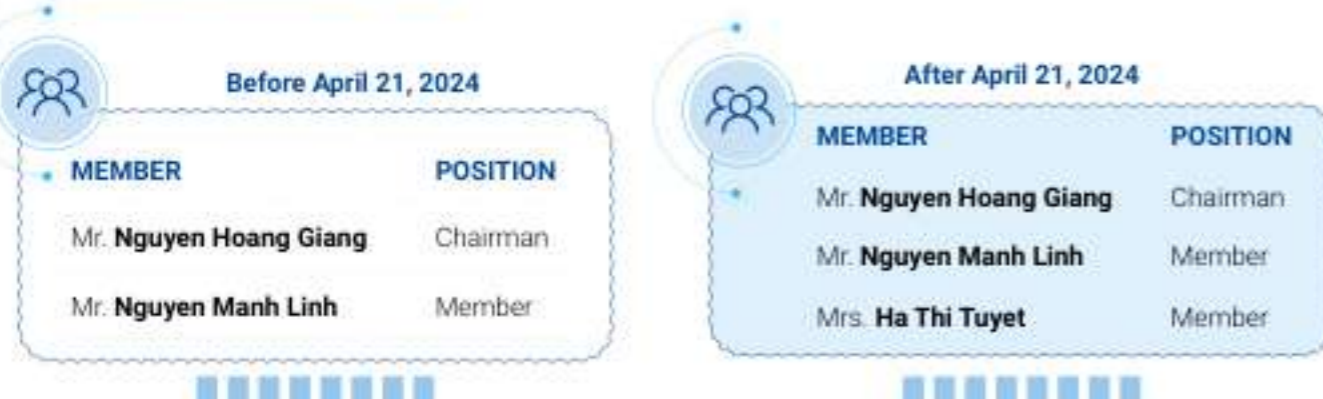 Before April 21, 2024
MEMBER POSITION
Mr. Nguyen Hoang Giang Chairman
Mr. Nguyen Manh Linh Member
After April 21, 2024
MEMBER POSITION
Mr. Nguyen Hoang Giang Chairman
Mr. Nguyen Manh Linh Member
Mrs. Ha Thi Tuyet Member